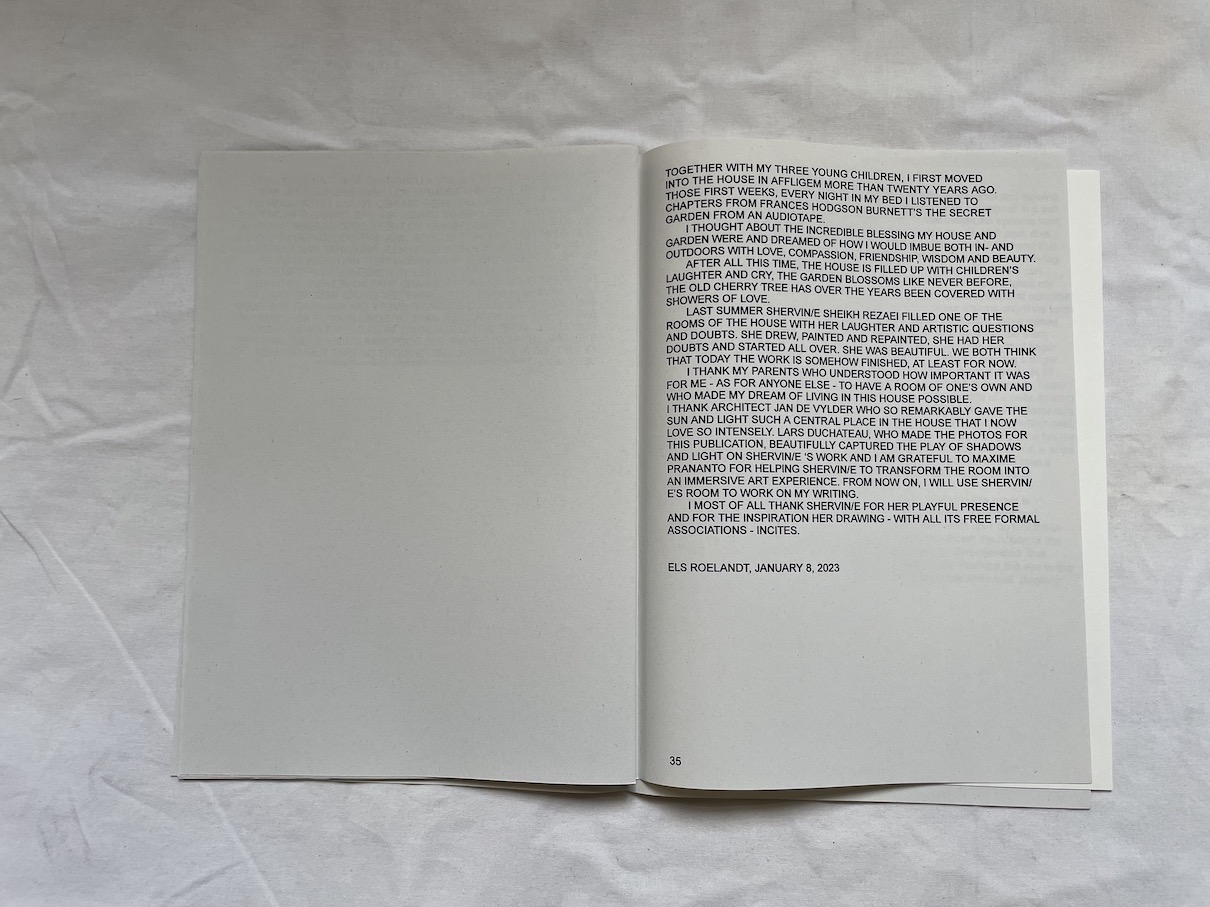 TOGETHER WITH MY THREE YOUNG CHILDREN, I FIRST MOVED
INTO THE HOUSE IN AFFLIGEM MORE THAN TWENTY YEARS AGO.
THOSE FIRST WEEKS, EVERY NIGHT IN MY BED I LISTENED TO
CHAPTERS FROM FRANCES HODGSON BURNETT'S THE SECRET
GARDEN FROM AN AUDIOTAPE.
I THOUGHT ABOUT THE INCREDIBLE BLESSING MY HOUSE AND
GARDEN WERE AND DREAMED OF HOW I WOULD IMBUE BOTH IN- AND
OUTDOORS WITH LOVE, COMPASSION, FRIENDSHIP, WISDOM AND BEAUTY.
AFTER ALL THIS TIME, THE HOUSE IS FILLED UP WITH CHILDREN'S
LAUGHTER AND CRY, THE GARDEN BLOSSOMS LIKE NEVER BEFORE,
THE OLD CHERRY TREE HAS OVER THE YEARS BEEN COVERED WITH
SHOWERS OF LOVE.
LAST SUMMER SHERVIN/E SHEIKH REZAEI FILLED ONE OF THE
ROOMS OF THE HOUSE WITH HER LAUGHTER AND ARTISTIC QUESTIONS
AND DOUBTS. SHE DREW, PAINTED AND REPAINTED, SHE HAD HER
DOUBTS AND STARTED ALL OVER. SHE WAS BEAUTIFUL. WE BOTH THINK
THAT TODAY THE WORK IS SOMEHOW FINISHED, AT LEAST FOR NOW.
I THANK MY PARENTS WHO UNDERSTOOD HOW IMPORTANT IT WAS
FOR ME - AS FOR ANYONE ELSE - TO HAVE A ROOM OF ONE'S OWN AND
WHO MADE MY DREAM OF LIVING IN THIS HOUSE POSSIBLE.
I THANK ARCHITECT JAN DE VYLDER WHO SO REMARKABLY GAVE THE
SUN AND LIGHT SUCH A CENTRAL PLACE IN THE HOUSE THAT I NOW
LOVE SO INTENSELY. LARS DUCHATEAU, WHO MADE THE PHOTOS FOR
THIS PUBLICATION, BEAUTIFULLY CAPTURED THE PLAY OF SHADOWS
AND LIGHT ON SHERVIN/E 'S WORK AND I AM GRATEFUL TO MAXIME
PRANANTO FOR HELPING SHERVIN/E TO TRANSFORM THE ROOM INTO
AN IMMERSIVE ART EXPERIENCE. FROM NOW ON, I WILL USE SHERVIN/
E'S ROOM TO WORK ON MY WRITING.
I MOST OF ALL THANK SHERVIN/E FOR HER PLAYFUL PRESENCE
AND FOR THE INSPIRATION HER DRAWING - WITH ALL ITS FREE FORMAL
ASSOCIATIONS - INCITES.
ELS ROELANDT, JANUARY 8, 2023
35